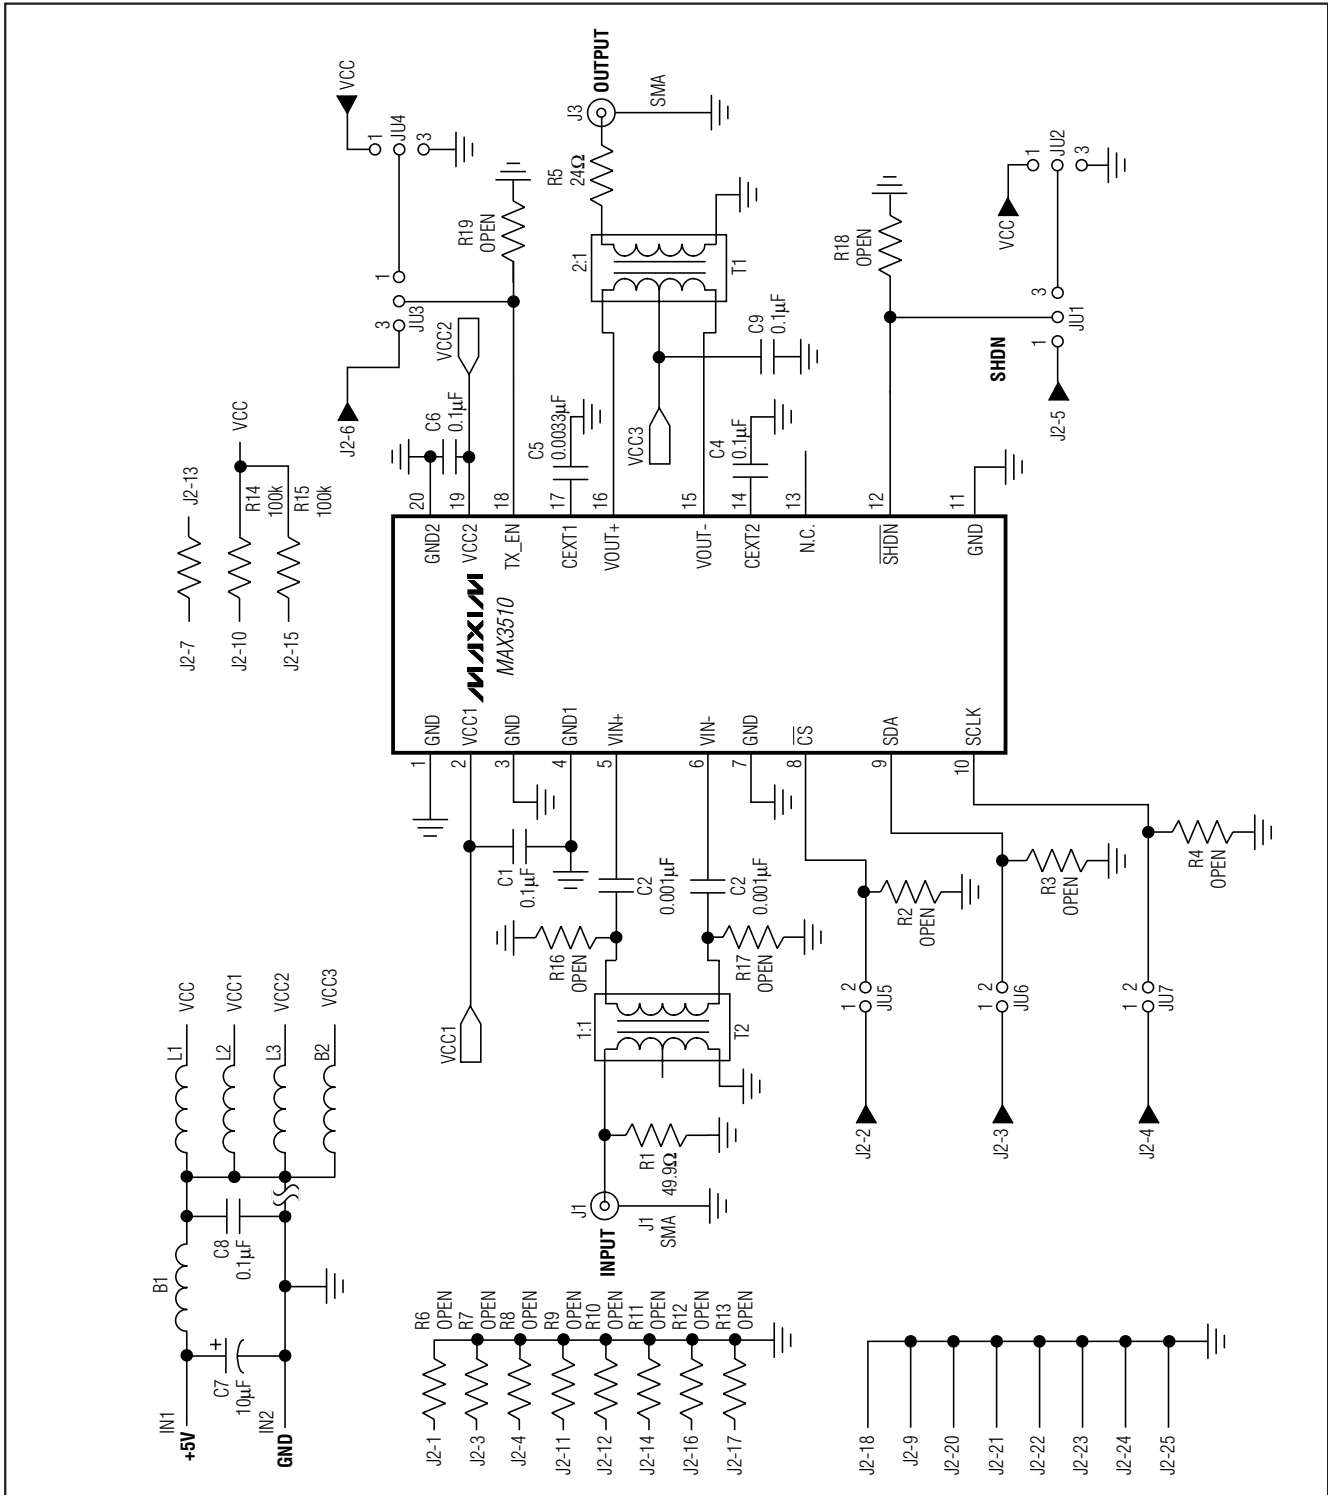 IN1
+5V
IN2
GND
C7
10µF
+
B1
C8
0.1µF
L1
VCC
L2
VCC1
L3
VCC2
B2
VCC3
J2-7
J2-13
J2-10
R14
100k
VCC
J2-15
R15
100k
J2-6
3
JU3
1
1
JU4
3
VCC
R6
OPEN
J2-1
R7
OPEN
J2-3
R8
OPEN
J2-4
R9
OPEN
J2-11
R10
OPEN
J2-12
R11
OPEN
J2-14
R12
OPEN
J2-16
R13
OPEN
J2-17
J2-18
J2-9
J2-20
J2-21
J2-22
J2-23
J2-24
J2-25
VCC1
C1
0.1µF
INPUT
J1
J1
SMA
R1
49.9Ω
1:1
T2
R16
OPEN
R17
OPEN
C2
0.001µF
C2
0.001µF
J2-2
1 2
JU5
R2
OPEN
J2-3
1 2
JU6
R3
OPEN
J2-4
1 2
JU7
R4
OPEN
MAXIM
MAX3510
1
GND
2
VCC1
3
GND
4
GND1
5
VIN+
6
VIN-
7
GND
8
CS
9
SDA
10
SCLK
20
GND2
19
VCC2
18
TX_EN
17
CEXT1
16
VOUT+
15
VOUT-
14
CEXT2
13
N.C.
12
SHDN
11
GND
C6
0.1µF
VCC2
R19
OPEN
C5
0.0033µF
VCC3
C4
0.1µF
C9
0.1µF
2:1
T1
R5
24Ω
J3
OUTPUT
SMA
R18
OPEN
SHDN
J2-5
1
JU1
3
VCC
1
JU2
3